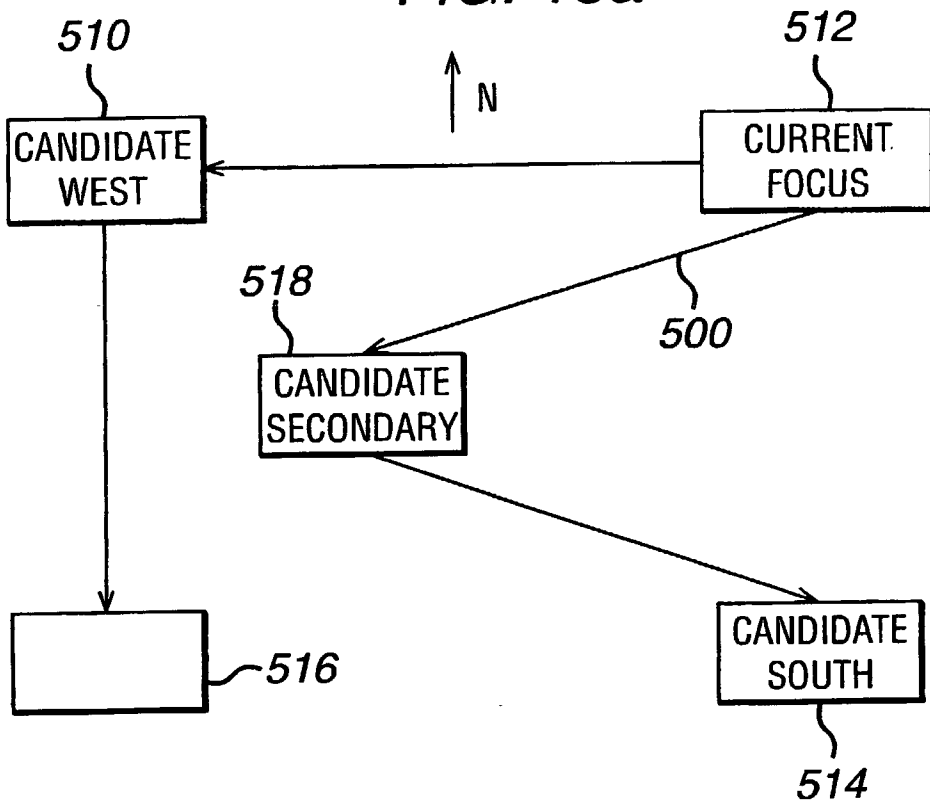 510
512
N
CANDIDATE
WEST
CURRENT
FOCUS
518
500
CANDIDATE
SECONDARY
516
CANDIDATE
SOUTH
514